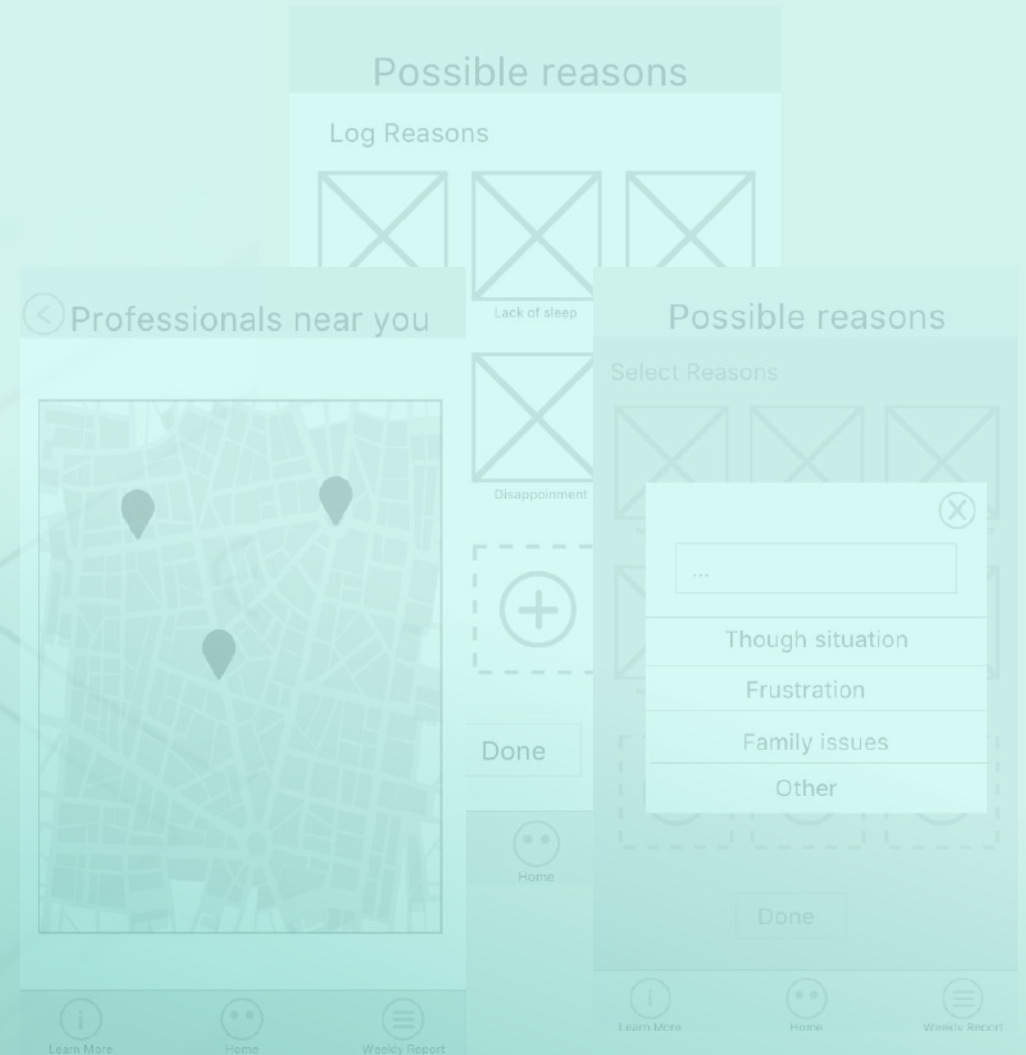 Possible reasons
Log Reasons
Lack of sleep
Disappointment
Done
Home
Professionals near you
Learn More
Home
Weekly Report
Possible reasons
Select Reasons
...
Though situation
Frustration
Family issues
Other
Done
Learn More
Home
Weekly Report